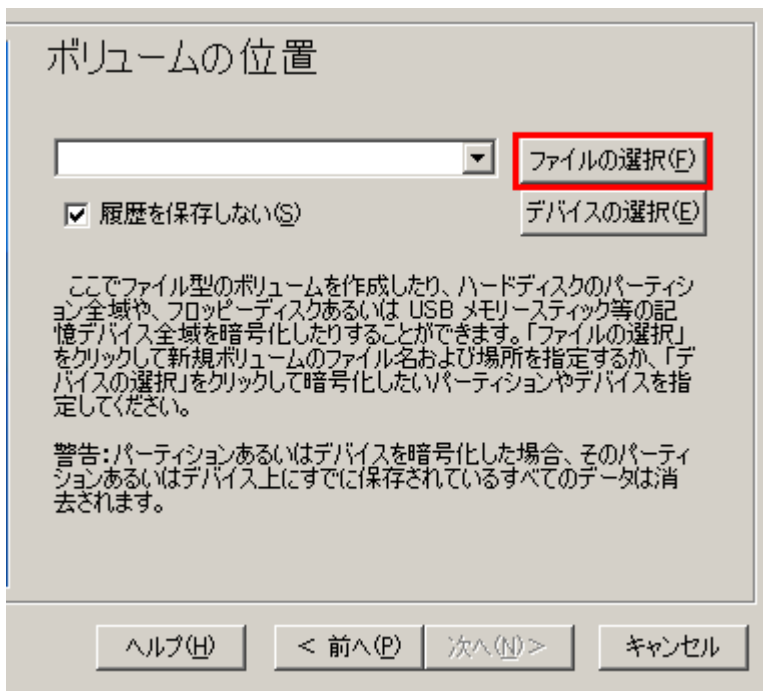 ボリュームの位置
ファイルの選択(F)
履歴を保存しない(S)
デバイスの選択(E)
ここでファイル型のボリュームを作成したり、ハードディスクのパーティシ
ョン全域や、フロッピーディスクあるいは USB メモリースティック等の記
憶デバイス全域を暗号化したりすることができます。「ファイルの選択」
をクリックして新規ボリュームのファイル名および場所を指定するか、「デ
バイスの選択」をクリックして暗号化したいパーティションやデバイスを指
定してください。
警告:パーティションあるいはデバイスを暗号化した場合、そのパーティ
ションあるいはデバイス上にすでに保存されているすべてのデータは消
去されます。
ヘルプ(H)
< 前へ(P)
次へ(N) >
キャンセル